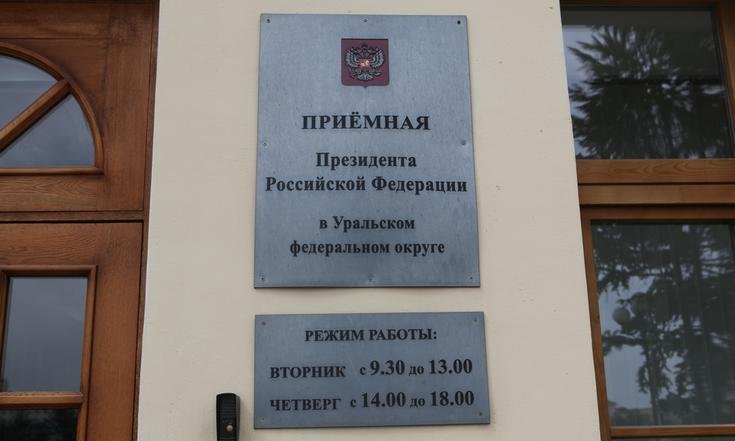 ПРИЁМНАЯ
Президента
Российской Федерации
в Уральском
федеральном округе
РЕЖИМ РАБОТЫ:
ВТОРНИК с 9.30 до 13.00
ЧЕТВЕРГ с 14.00 до 18.00